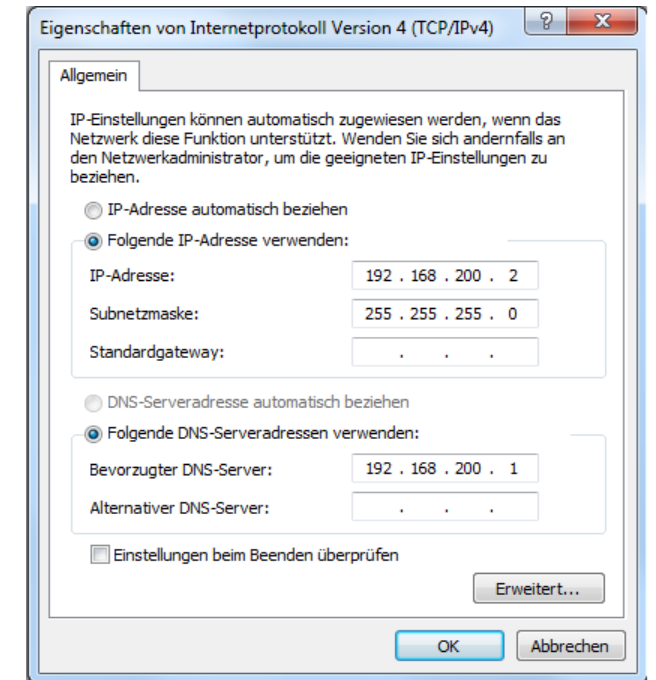 Eigenschaften von Internetprotokoll Version 4 (TCP/IPv4)
?
X
Allgemein
IP-Einstellungen können automatisch zugewiesen werden, wenn das
Netzwerk diese Funktion unterstützt. Wenden Sie sich andernfalls an
den Netzwerkadministrator, um die geeigneten IP-Einstellungen zu
beziehen.
IP-Adresse automatisch beziehen
Folgende IP-Adresse verwenden:
IP-Adresse: 192 . 168 . 200 . 2
Subnetzmaske: 255 . 255 . 255 . 0
Standardgateway: . . .
DNS-Serveradresse automatisch beziehen
Folgende DNS-Serveradressen verwenden:
Bevorzugter DNS-Server: 192 . 168 . 200 . 1
Alternativer DNS-Server: . . .
Einstellungen beim Beenden überprüfen
Erweitert...
OK Abbrechen